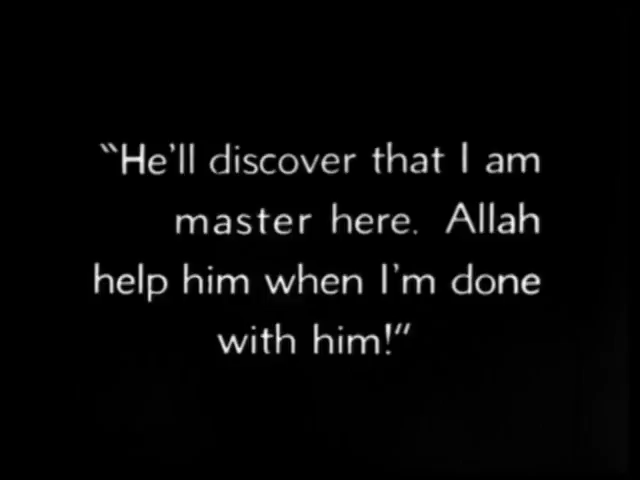 "He'll discover that I am
master here. Allah
help him when I'm done
with him!"